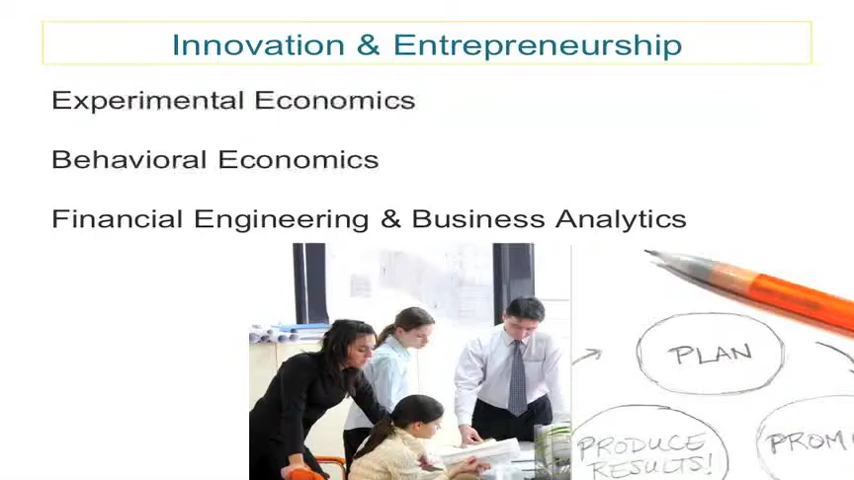 Innovation & Entrepreneurship
Experimental Economics
Behavioral Economics
Financial Engineering & Business Analytics
PLAN
PRODUCE
RESULTS!